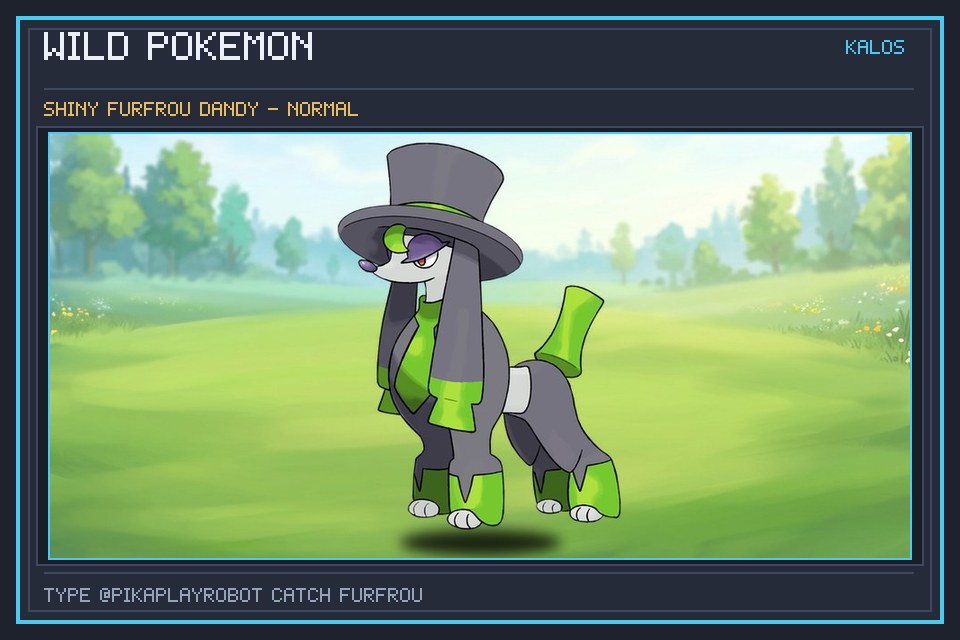 WILD POKEMON
KALOS
SHINY FURFROU DANDY - NORMAL
TYPE @PIKAPLAYROBOT CATCH FURFROU